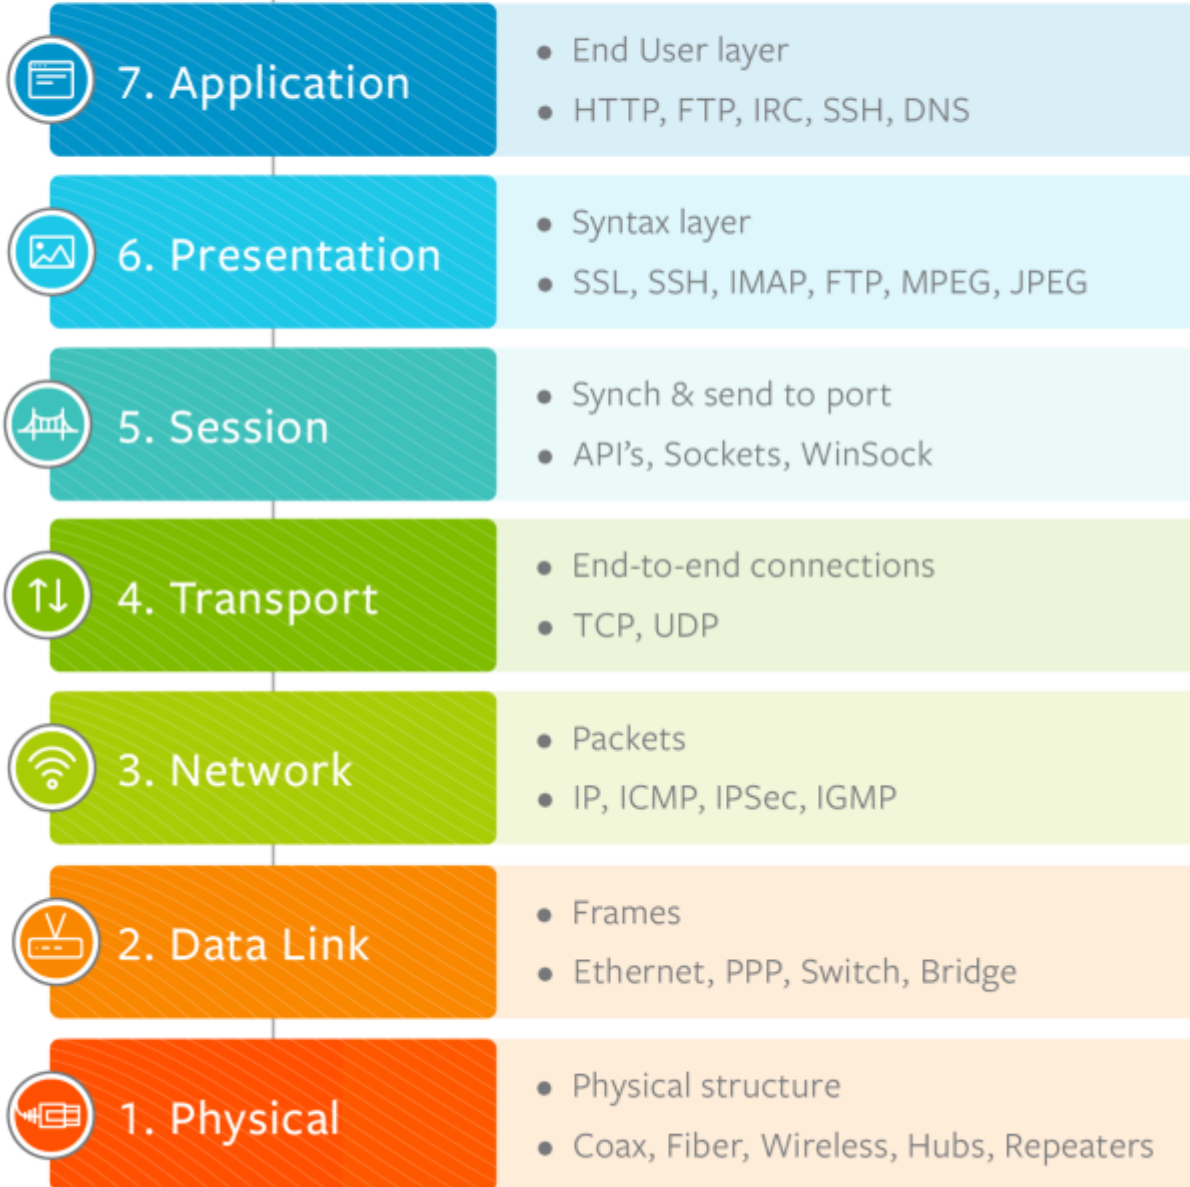 7. Application
• End User layer
• HTTP, FTP, IRC, SSH, DNS
6. Presentation
• Syntax layer
• SSL, SSH, IMAP, FTP, MPEG, JPEG
5. Session
• Synch & send to port
• API's, Sockets, WinSock
4. Transport
• End-to-end connections
• TCP, UDP
3. Network
• Packets
• IP, ICMP, IPSec, IGMP
2. Data Link
• Frames
• Ethernet, PPP, Switch, Bridge
1. Physical
• Physical structure
• Coax, Fiber, Wireless, Hubs, Repeaters